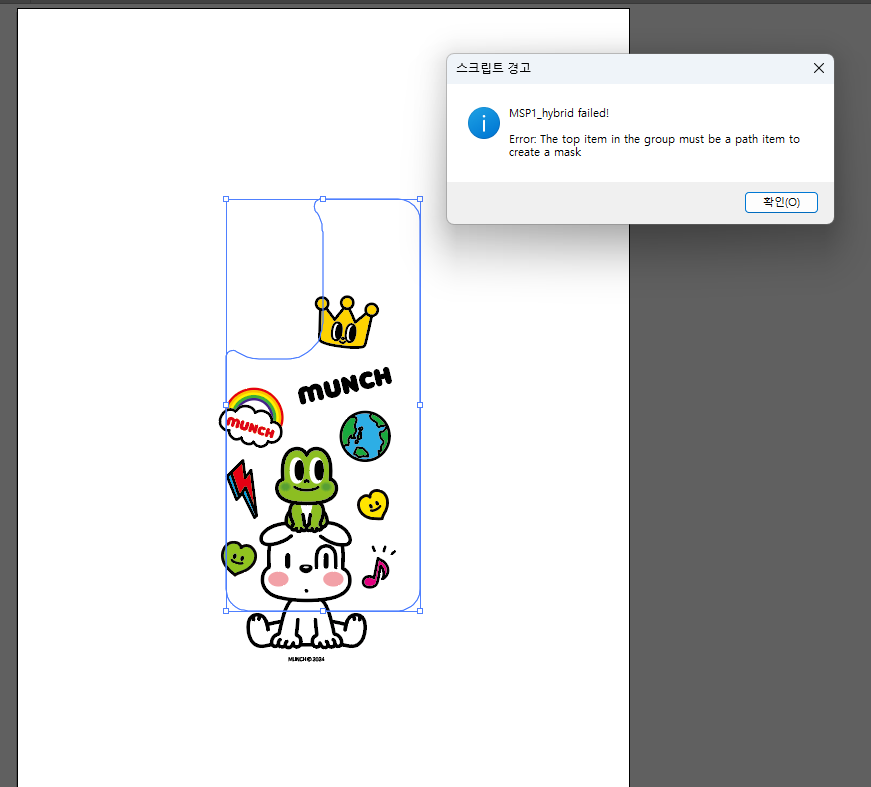 스크립트 경고
MSP1_hybrid failed!
Error: The top item in the group must be a path item to
create a mask
확인(O)
MUNCH
MUNCH
MUNCH©2024